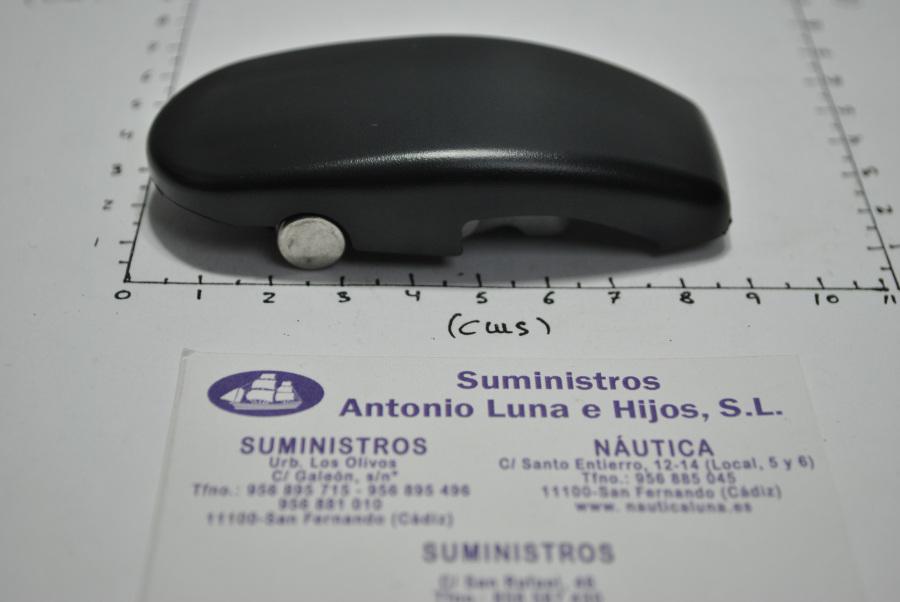 0 1 2 3 4 5 6 7 8 9 10 11
(cms)
Suministros
Antonio Luna e Hijos, S.L.
SUMINISTROS
Urb. Los Olivos
C/ Galeón, s/nº
Tfno.: 956 895 715 - 956 895 496
956 881 010
11100-San Fernando (Cádiz)
NÁUTICA
C/ Santo Entierro, 12-14 (Local, 5 y 6)
Tfno.: 956 885 045
11100-San Fernando (Cádiz)
www. nauticaluna.es
SUMINISTROS
C/ San Rafael,